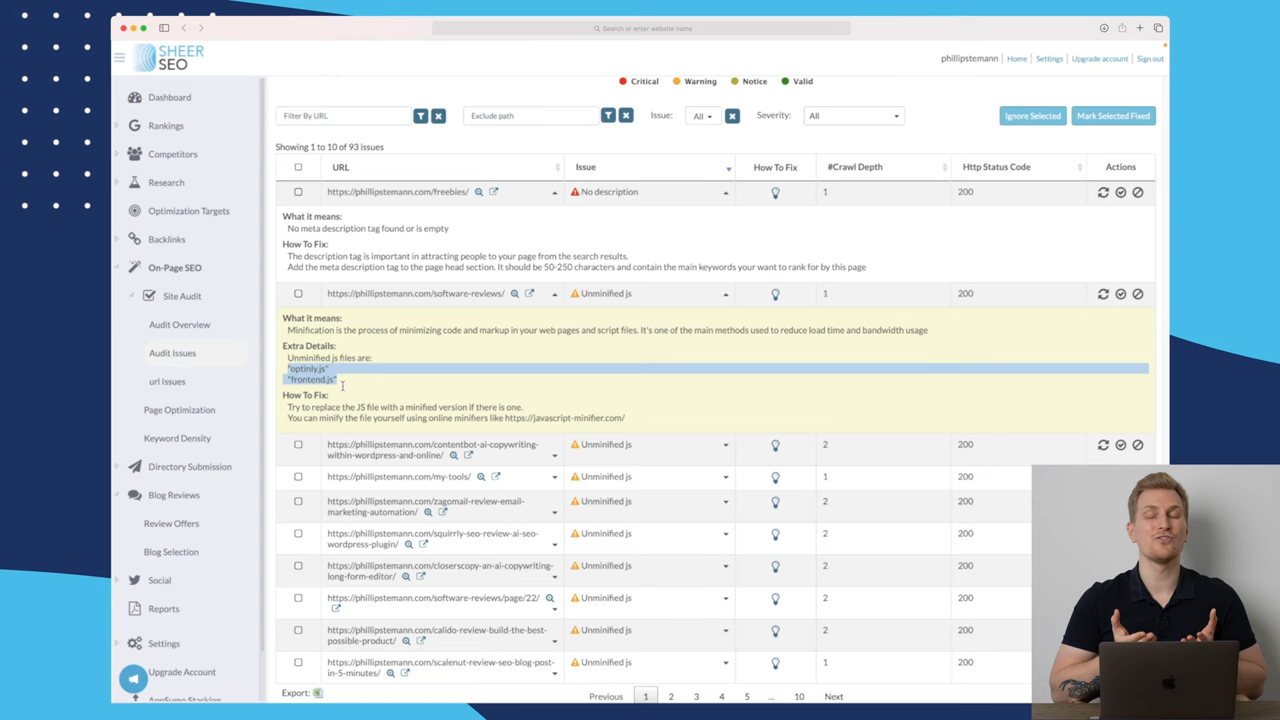 Search or enter website name
SHEER
SEO
phillipstemann
Home
Settings
Upgrade account
Sign out
Critical
Warning
Notice
Valid
Dashboard
Rankings
Competitors
Research
Optimization Targets
Backlinks
On-Page SEO
Site Audit
Audit Overview
Audit Issues
url Issues
Page Optimization
Keyword Density
Directory Submission
Blog Reviews
Review Offers
Blog Selection
Social
Reports
Settings
Upgrade Account
AppSumo Stacking
Filter By URL
Exclude path
Issue:
All
Severity:
All
Ignore Selected
Mark Selected Fixed
Showing 1 to 10 of 93 issues
URL
Issue
How To Fix
#Crawl Depth
Http Status Code
Actions
https://phillipstemann.com/freebies/
No description
1
200
What it means:
No meta description tag found or is empty
How To Fix:
The description tag is important in attracting people to your page from the search results.
Add the meta description tag to the page head section. It should be 50-250 characters and contain the main keywords your want to rank for by this page
https://phillipstemann.com/software-reviews/
Unminified js
1
200
What it means:
Minification is the process of minimizing code and markup in your web pages and script files. It's one of the main methods used to reduce load time and bandwidth usage
Extra Details:
Unminified js files are:
"optinly.js"
"frontend.js"
How To Fix:
Try to replace the JS file with a minified version if there is one.
You can minify the file yourself using online minifiers like https://javascript-minifier.com/
https://phillipstemann.com/contentbot-ai-copywriting-
within-wordpress-and-online/
Unminified js
2
200
https://phillipstemann.com/my-tools/
Unminified js
1
200
https://phillipstemann.com/zagomail-review-email-
marketing-automation/
Unminified js
2
200
https://phillipstemann.com/squirrly-seo-review-ai-seo-
wordpress-plugin/
Unminified js
2
200
https://phillipstemann.com/closerscopy-an-ai-copywriting-
long-form-editor/
Unminified js
2
200
https://phillipstemann.com/software-reviews/page/22/
Unminified js
2
200
https://phillipstemann.com/calido-review-build-the-best-
possible-product/
Unminified js
2
200
https://phillipstemann.com/scalenut-review-seo-blog-post-
in-5-minutes/
Unminified js
1
200
Export:
Previous
1
2
3
4
5
...
10
Next